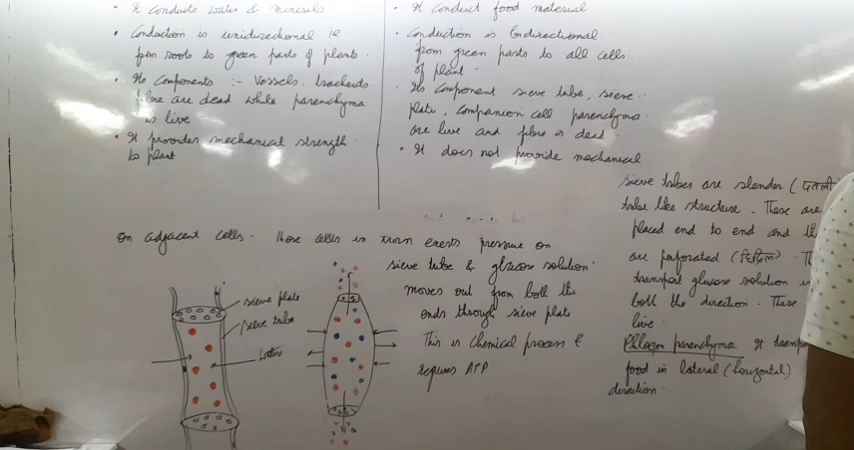 • It conducts water & minerals
• Conduction is unidirectional ie
from roots to green parts of plants.
• Its Components :- Vessels, tracheids
fibre are dead while parenchyma
is live
• It provides mechanical strength
to plant
• It conduct food material
• Conduction is bidirectional
from green parts to all cells
of plant.
• Its component sieve tube, sieve
plate, companion cell parenchyma
are live and fibre is dead
• It does not provide mechanical
on adjacent cells. These cells in turn exerts pressure on
sieve tube & glucose solution
moves out from both the
ends through sieve plate
This is chemical process &
requires ATP
sieve plate
sieve tube
water
sieve tubes are slender (
tube like structure. These are
placed end to end and
are perforated (
transport glucose solution in
both the direction. These
live.
Phloem parenchyma It
food in lateral (horizontal)
direction.